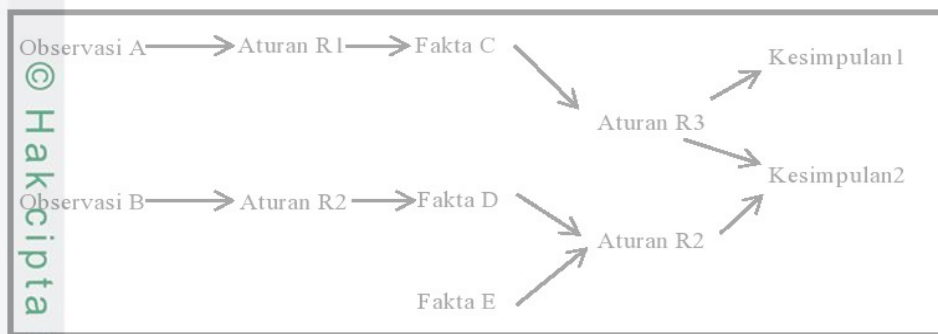 Observasi A
Aturan R1
Fakta C
Kesimpulan1
Aturan R3
Kesimpulan2
Observasi B
Aturan R2
Fakta D
Aturan R2
Fakta E
© Hak cipta